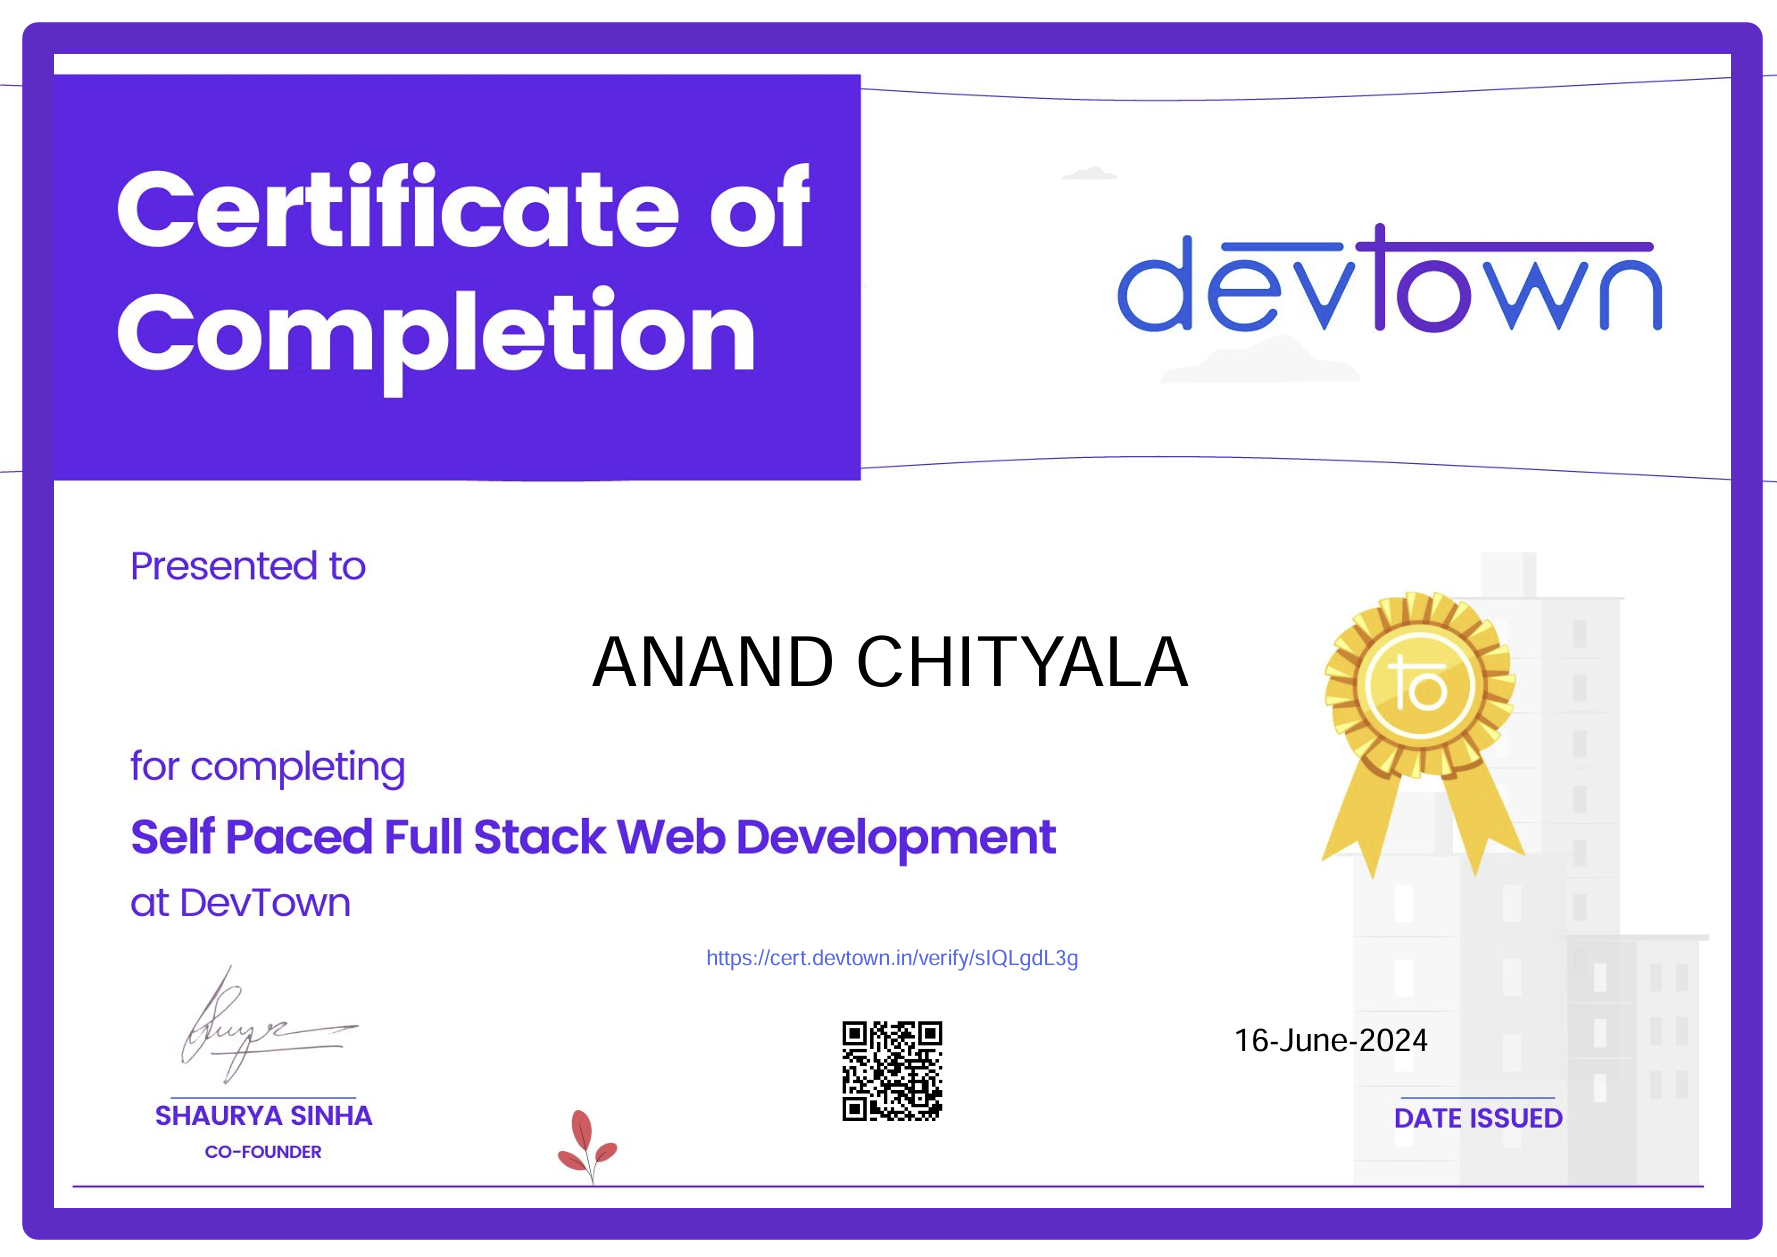 Certificate of
Completion
devtown
Presented to
ANAND CHITYALA
to
for completing
Self Paced Full Stack Web Development
at DevTown
https://cert.devtown.in/verify/sIQLgdL3g
16-June-2024
SHAURYA SINHA
CO-FOUNDER
DATE ISSUED